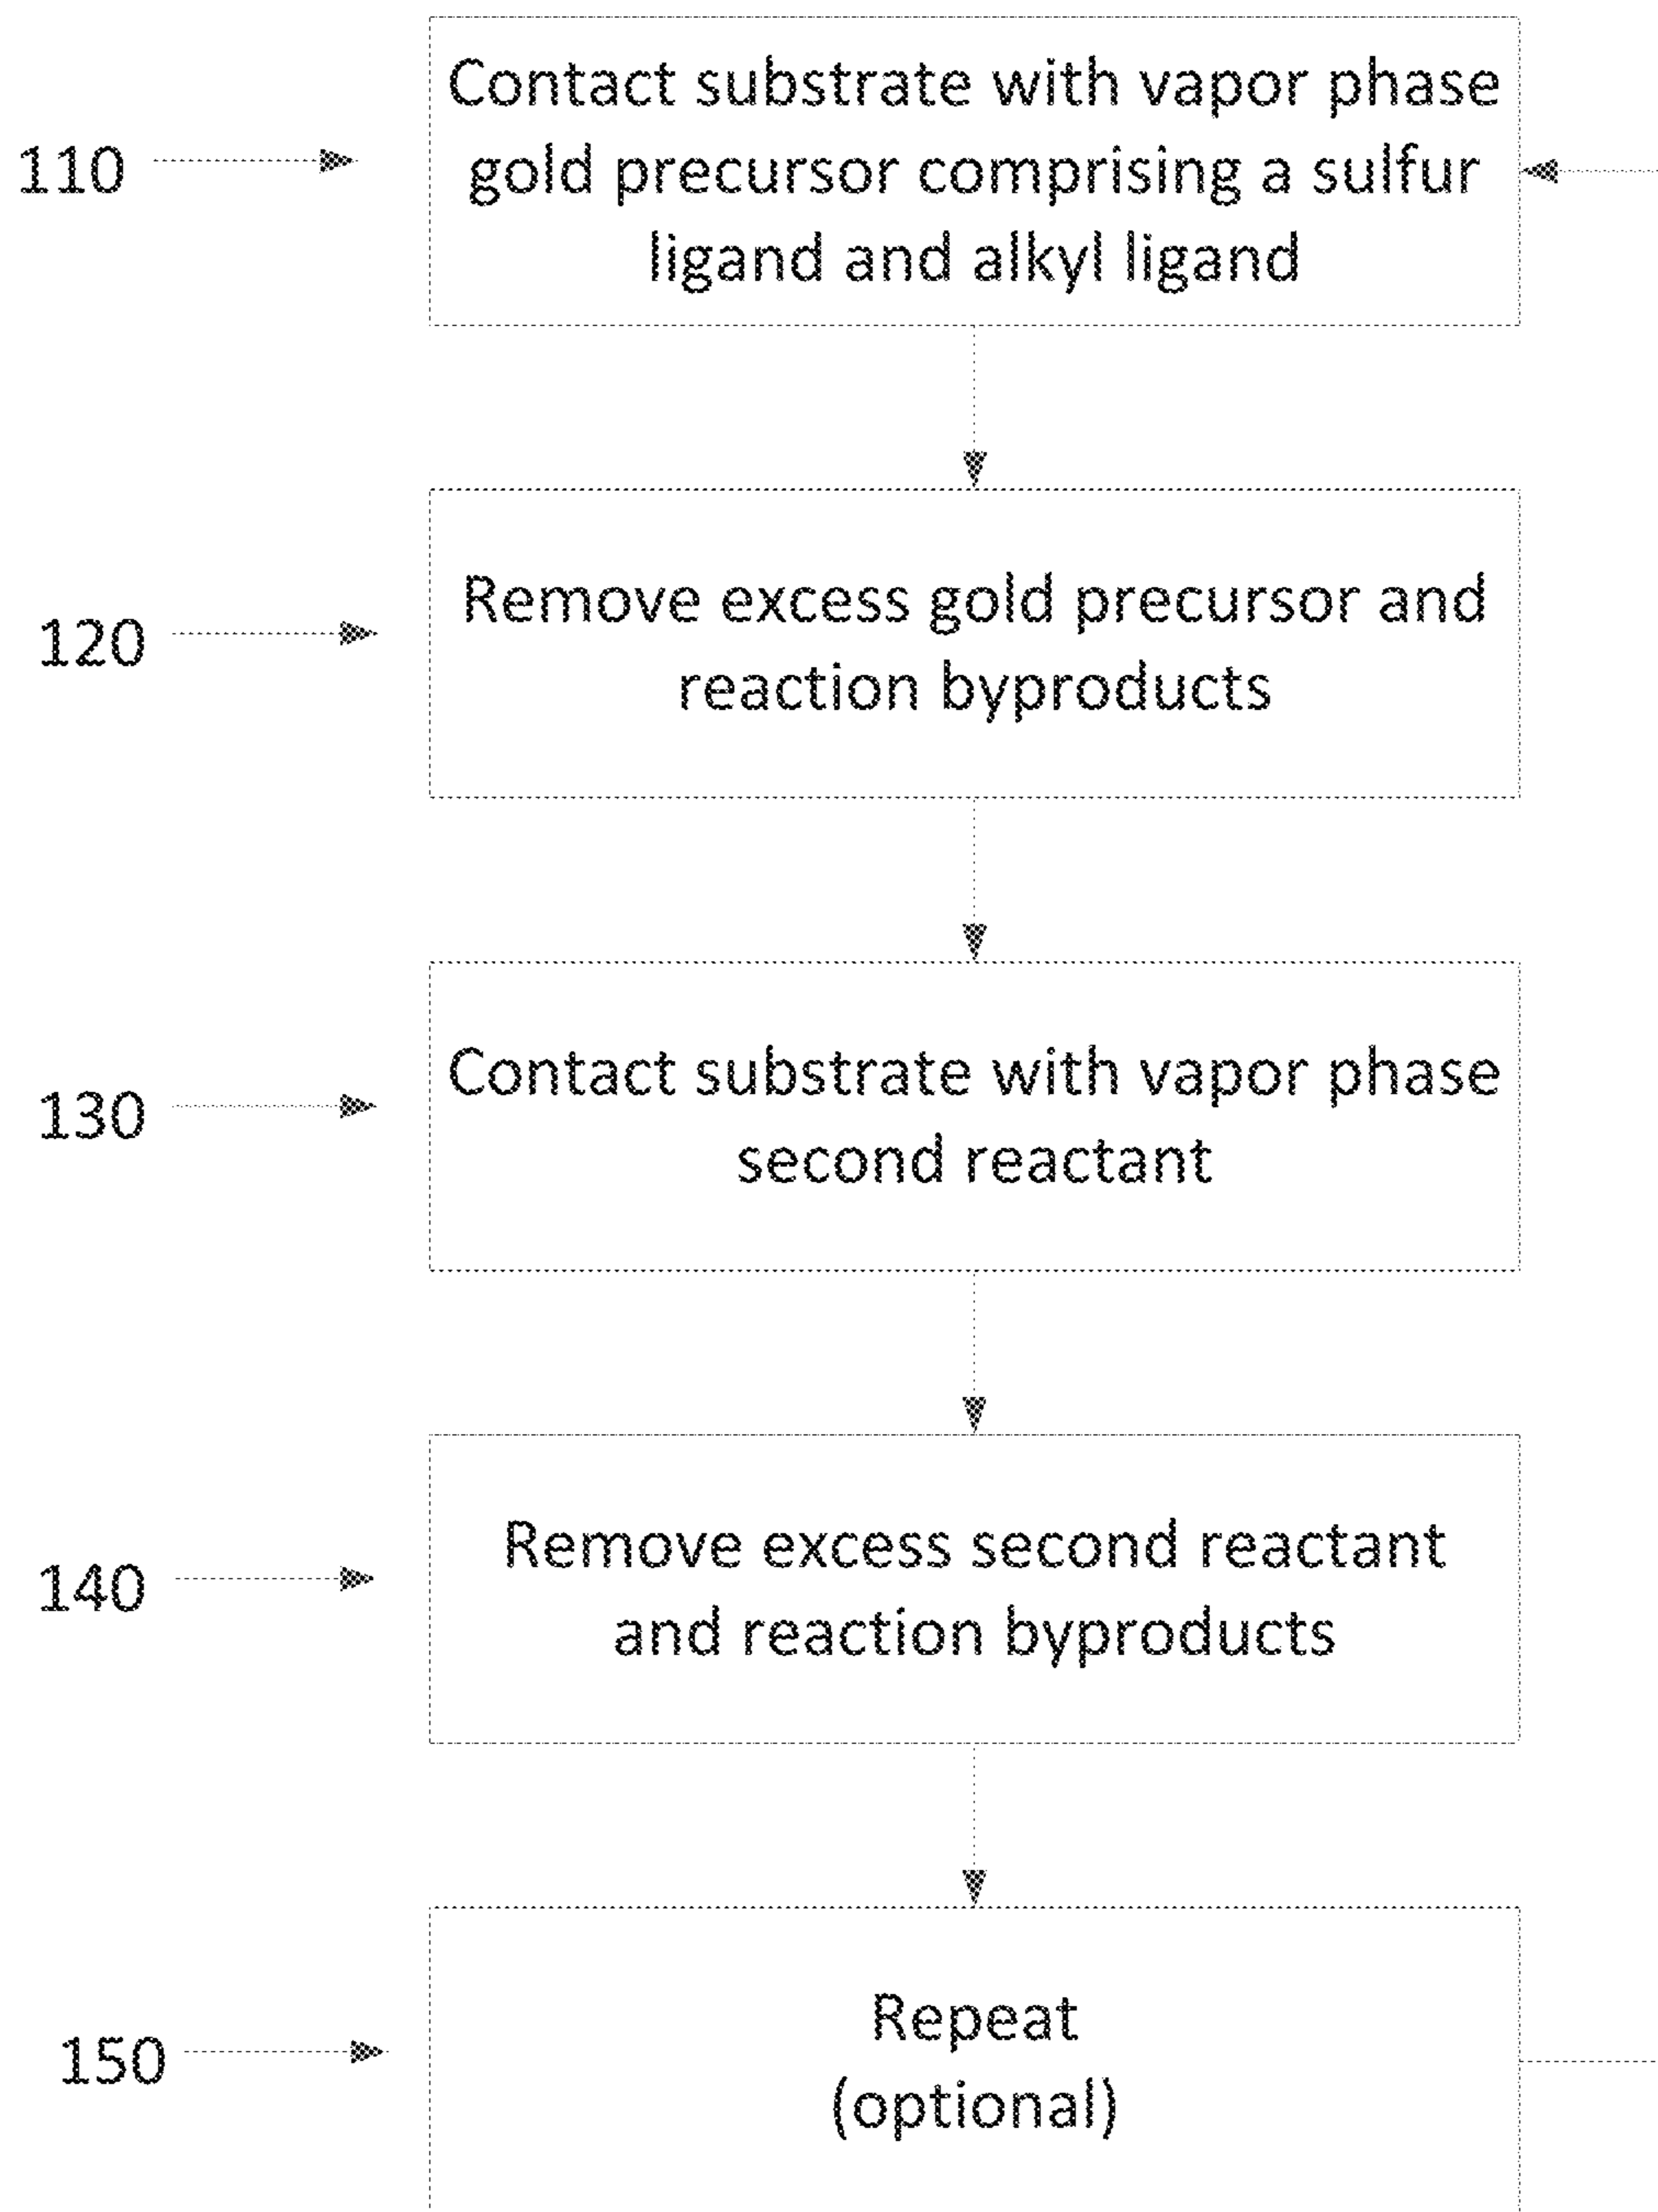 110
Contact substrate with vapor phase
gold precursor comprising a sulfur
ligand and alkyl ligand
120
Remove excess gold precursor and
reaction byproducts
130
Contact substrate with vapor phase
second reactant
140
Remove excess second reactant
and reaction byproducts
150
Repeat
(optional)